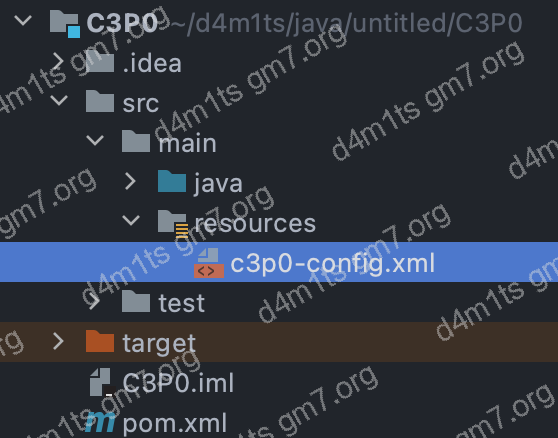 C3P0 ~/d4m1ts/java/untitled/C3P0
.idea
src
main
java
resources
c3p0-config.xml
test
target
C3P0.iml
pom.xml
d4m1ts gm7.org
d4m1ts gm7.org
d4m1ts gm7.org
d4m1ts gm7.org
d4m1ts gm7.org
d4m1ts gm7.org
d4m1ts gm7.org
d4m1ts gm7.org